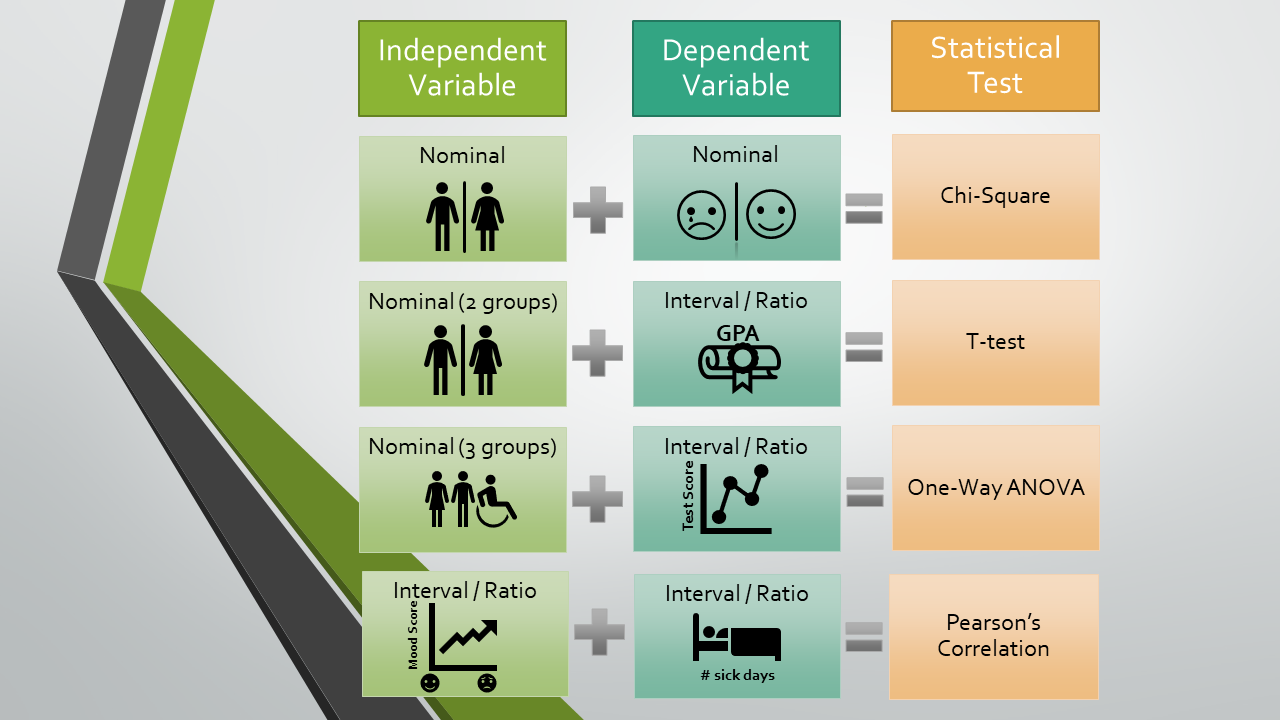 Independent
Variable
Dependent
Variable
Statistical
Test
Nominal
Nominal
Chi-Square
Nominal (2 groups)
Interval / Ratio
GPA
T-test
Nominal (3 groups)
Interval / Ratio
Test Score
One-Way ANOVA
Interval / Ratio
Mood Score
Interval / Ratio
# sick days
Pearson's
Correlation